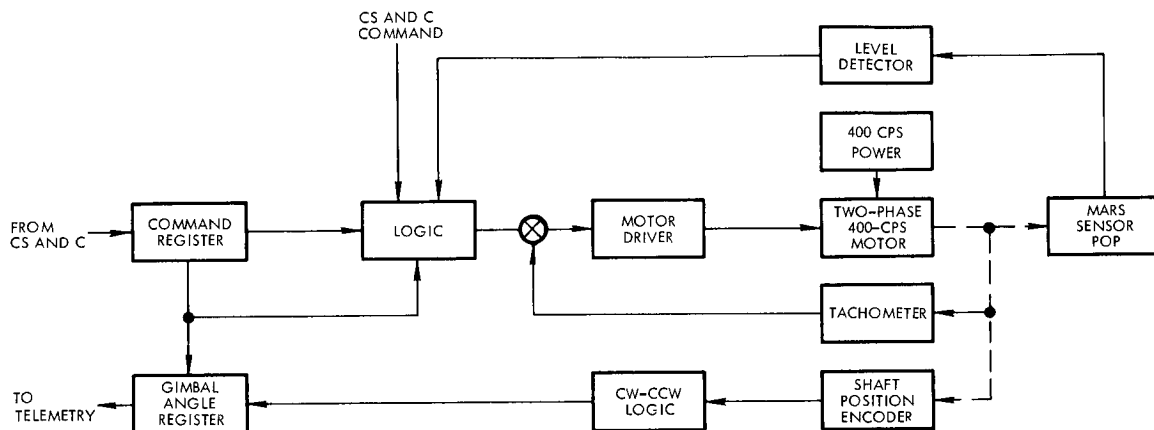 CS AND C
COMMAND
LEVEL
DETECTOR
400 CPS
POWER
FROM
CS AND C
COMMAND
REGISTER
LOGIC
MOTOR
DRIVER
TWO-PHASE
400-CPS
MOTOR
MARS
SENSOR
POP
TACHOMETER
TO
TELEMETRY
GIMBAL
ANGLE
REGISTER
CW-CCW
LOGIC
SHAFT
POSITION
ENCODER